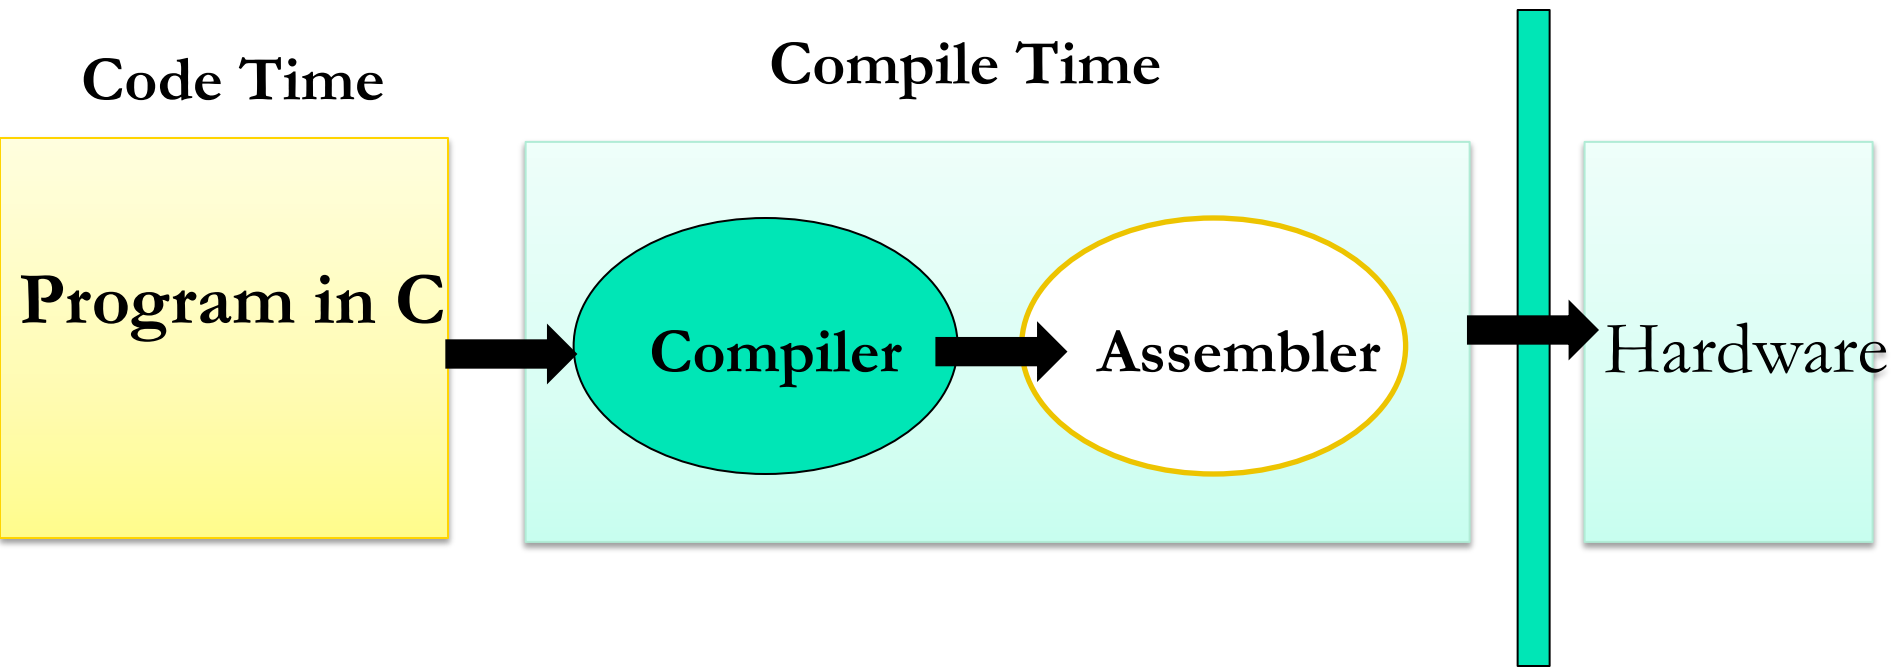 Code Time
Compile Time
Program in C
Compiler
Assembler
Hardware